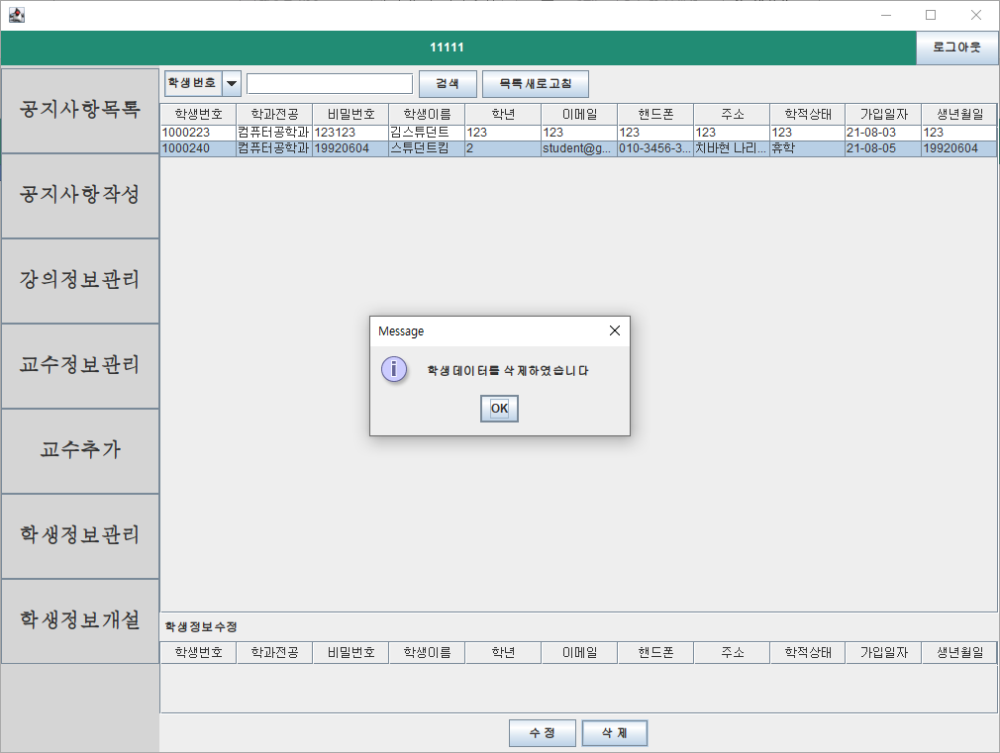 11111
로그아웃
공지사항목록
공지사항작성
강의정보관리
교수정보관리
교수추가
학생정보관리
학생정보개설
학생번호 검색 목록새로고침
학생번호 학과전공 비밀번호 학생이름 학년 이메일 핸드폰 주소 학적상태 가입일자 생년월일
1000223 컴퓨터공학과 123123 김스튜던트 123 123 123 123 123 21-08-03 123
1000240 컴퓨터공학과 19920604 스튜던트킴 2 student@g... 010-3456-3... 치바현 나리... 휴학 21-08-05 19920604
Message
학생데이터를 삭제하였습니다
OK
학생정보수정
학생번호 학과전공 비밀번호 학생이름 학년 이메일 핸드폰 주소 학적상태 가입일자 생년월일
수정 삭제